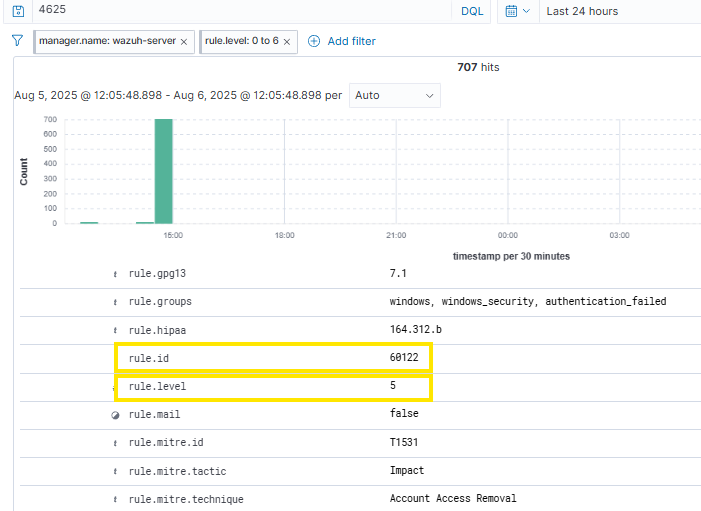 4625 DQL Last 24 hours
manager.name: wazuh-server × rule.level: 0 to 6 × Add filter
707 hits
Aug 5, 2025 @ 12:05:48.898 - Aug 6, 2025 @ 12:05:48.898 per Auto
Count
700
600
500
400
300
200
100
0
15:00 18:00 21:00 00:00 03:00
timestamp per 30 minutes
t rule.gpg13 7.1
t rule.groups windows, windows_security, authentication_failed
t rule.hipaa 164.312.b
rule.id 60122
rule.level 5
rule.mail false
t rule.mitre.id T1531
t rule.mitre.tactic Impact
t rule.mitre.technique Account Access Removal